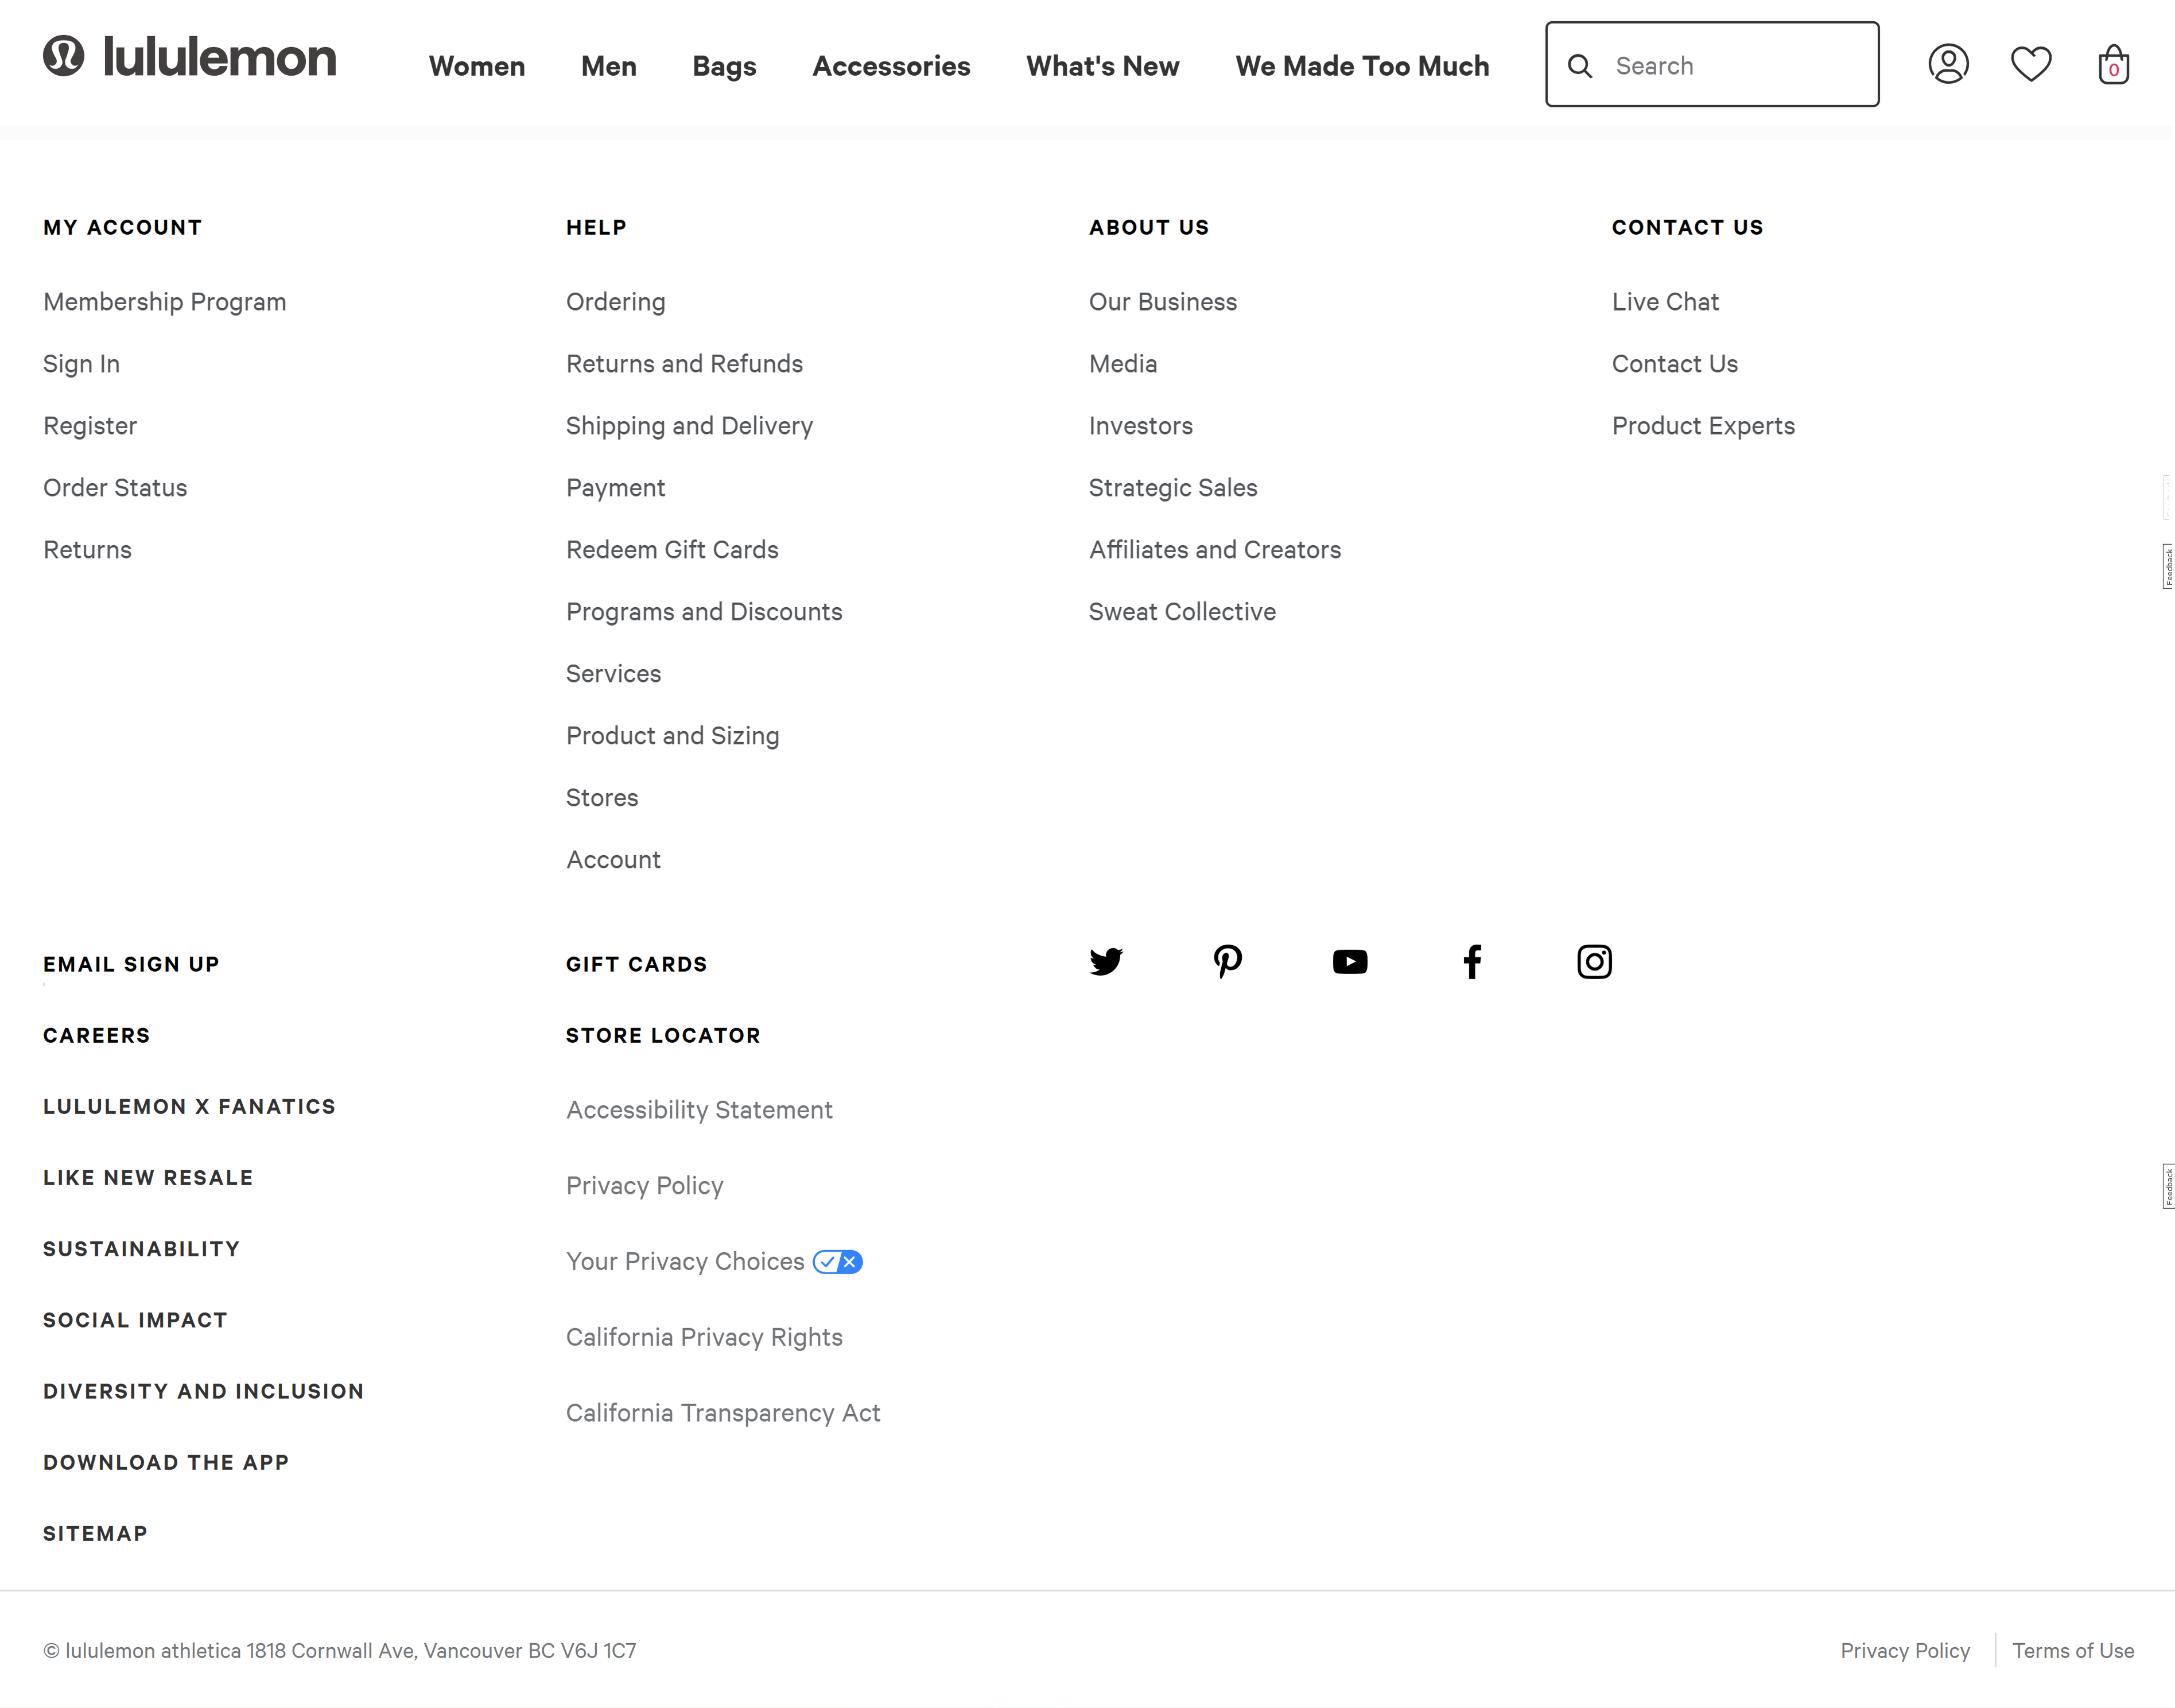 lululemon
Women
Men
Bags
Accessories
What's New
We Made Too Much
Search
0
MY ACCOUNT
Membership Program
Sign In
Register
Order Status
Returns
HELP
Ordering
Returns and Refunds
Shipping and Delivery
Payment
Redeem Gift Cards
Programs and Discounts
Services
Product and Sizing
Stores
Account
ABOUT US
Our Business
Media
Investors
Strategic Sales
Affiliates and Creators
Sweat Collective
CONTACT US
Live Chat
Contact Us
Product Experts
Feedback
EMAIL SIGN UP
CAREERS
LULULEMON X FANATICS
LIKE NEW RESALE
SUSTAINABILITY
SOCIAL IMPACT
DIVERSITY AND INCLUSION
DOWNLOAD THE APP
SITEMAP
GIFT CARDS
STORE LOCATOR
Accessibility Statement
Privacy Policy
Your Privacy Choices
California Privacy Rights
California Transparency Act
Feedback
© lululemon athletica 1818 Cornwall Ave, Vancouver BC V6J 1C7
Privacy Policy
Terms of Use